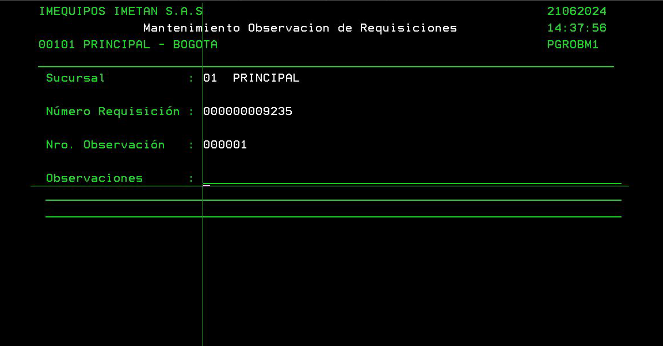 IMEQUIPOS IMETAN S.A.S 21062024
Mantenimiento Observacion de Requisiciones 14:37:56
00101 PRINCIPAL - BOGOTA PGROBM1
Sucursal : 01 PRINCIPAL
Número Requisición : 000000009235
Nro. Observación : 000001
Observaciones :